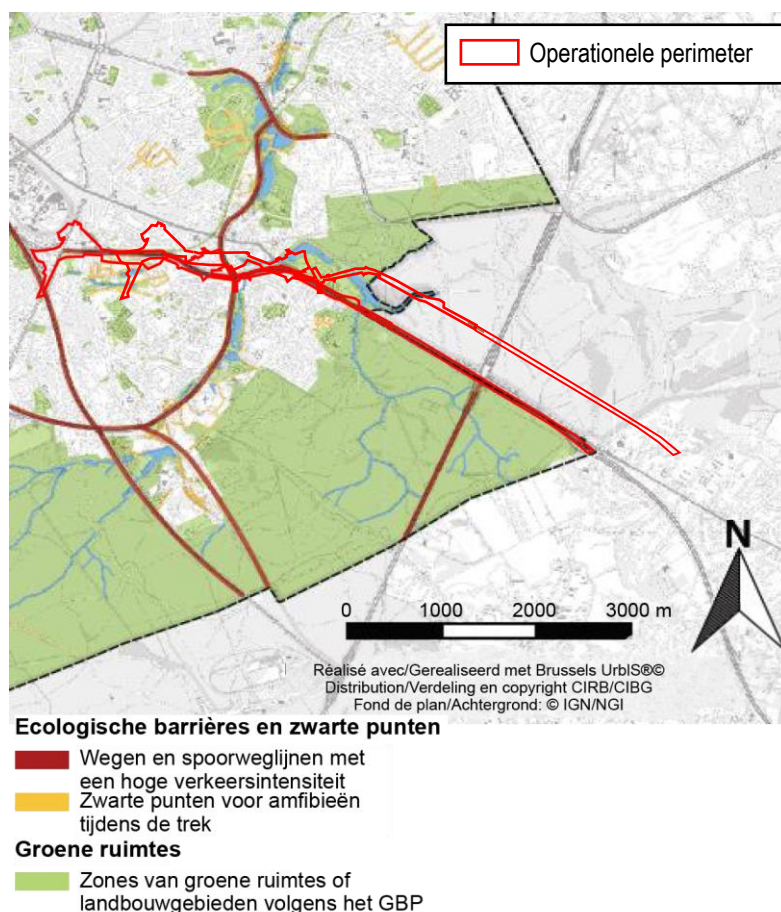 Operationele perimeter
N
0 1000 2000 3000 m
Réalisé avec/Gerealiseerd met Brussels UrbIS®©
Distribution/Verdeling en copyright CIRB/CIBG
Fond de plan/Achtergrond: © IGN/NGI
Ecologische barrières en zwarte punten
Wegen en spoorweglijnen met
een hoge verkeersintensiteit
Zwarte punten voor amfibieën
tijdens de trek
Groene ruimtes
Zones van groene ruimtes of
landbouwgebieden volgens het GBP